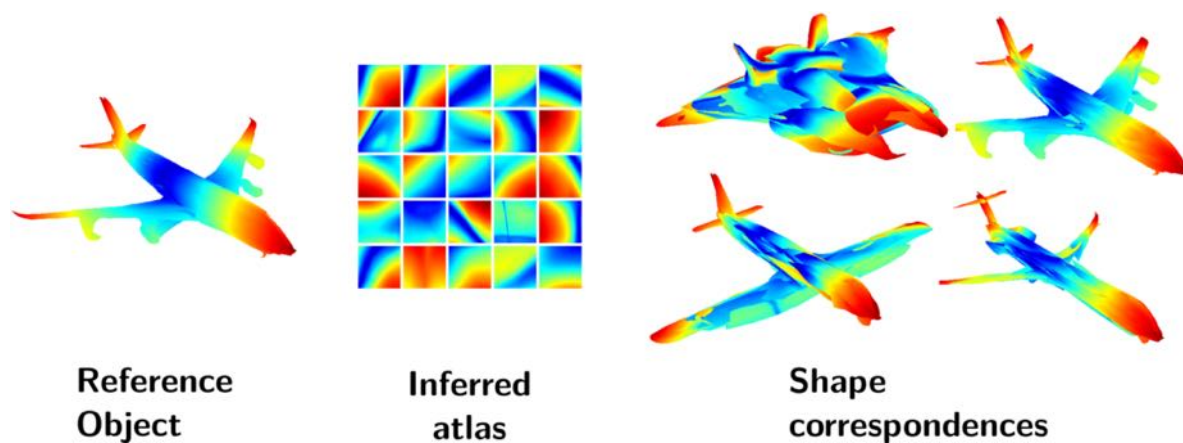 Reference
Object
Inferred
atlas
Shape
correspondences